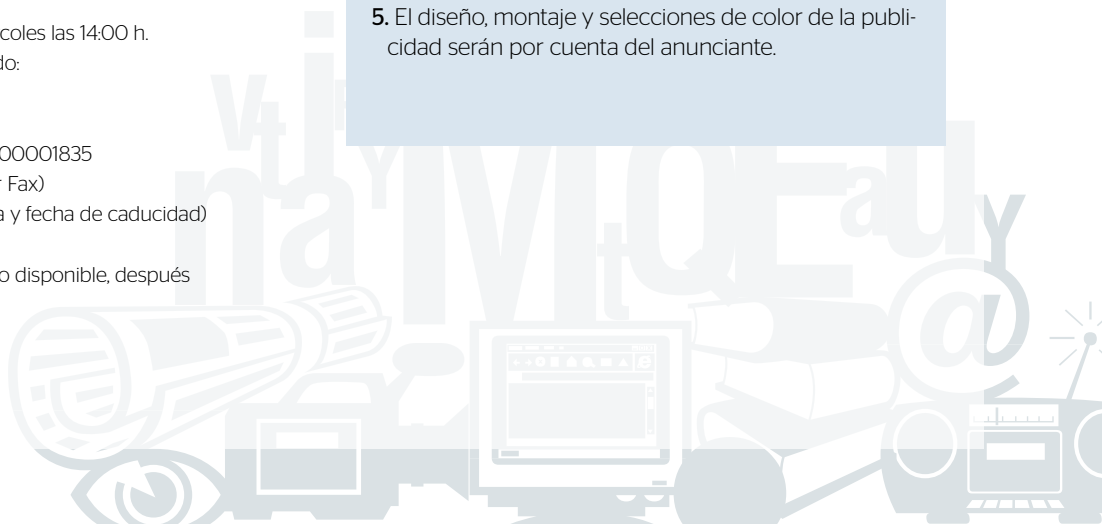 coles las 14:00 h.
do:
00001835
Fax)
a y fecha de caducidad)
o disponible, después
5. El diseño, montaje y selecciones de color de la publi-
cidad serán por cuenta del anunciante.